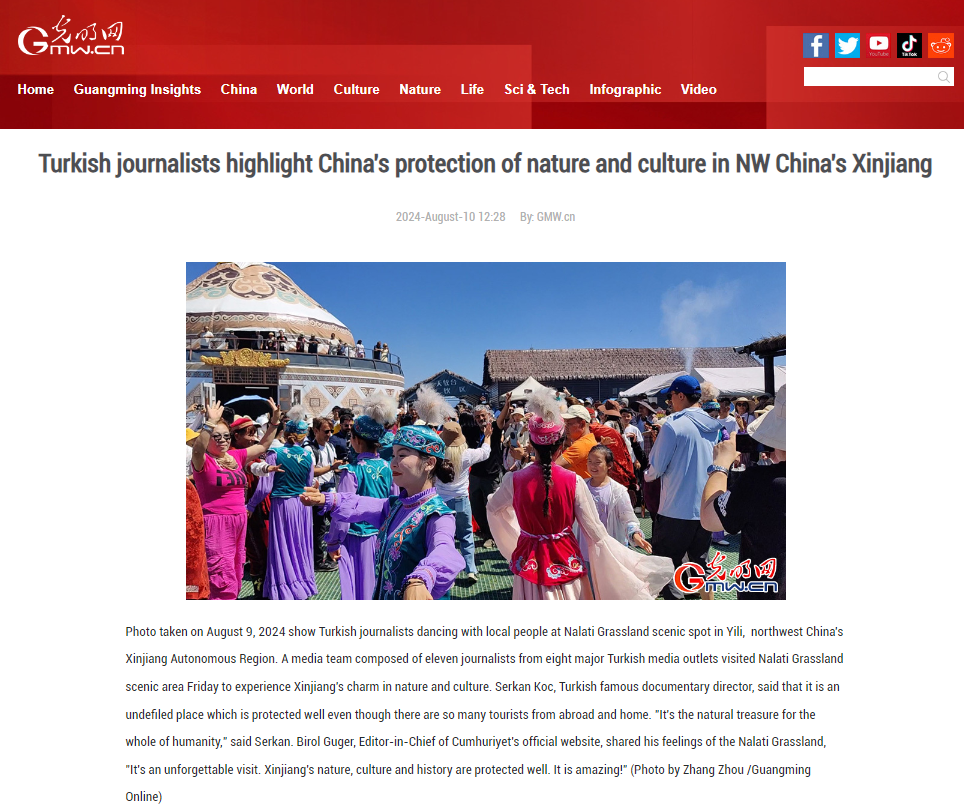 光明网
GMW.cn
YouTube
TikTok
Home Guangming Insights China World Culture Nature Life Sci & Tech Infographic Video
Turkish journalists highlight China's protection of nature and culture in NW China's Xinjiang
2024-August-10 12:28 By: GMW.cn
光明网
GMW.cn
Photo taken on August 9, 2024 show Turkish journalists dancing with local people at Nalati Grassland scenic spot in Yili, northwest China's
Xinjiang Autonomous Region. A media team composed of eleven journalists from eight major Turkish media outlets visited Nalati Grassland
scenic area Friday to experience Xinjiang's charm in nature and culture. Serkan Koc, Turkish famous documentary director, said that it is an
undefiled place which is protected well even though there are so many tourists from abroad and home. "It's the natural treasure for the
whole of humanity," said Serkan. Birol Guger, Editor-in-Chief of Cumhuriyet's official website, shared his feelings of the Nalati Grassland,
"It's an unforgettable visit. Xinjiang's nature, culture and history are protected well. It is amazing!" (Photo by Zhang Zhou /Guangming
Online)